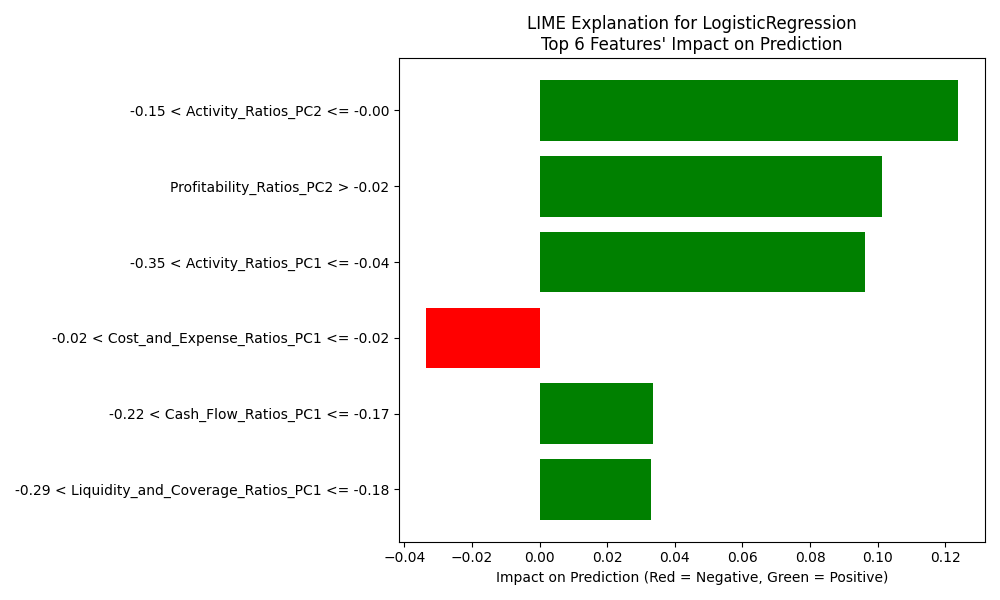 LIME Explanation for LogisticRegression
Top 6 Features' Impact on Prediction
-0.15 < Activity_Ratios_PC2 <= -0.00
Profitability_Ratios_PC2 > -0.02
-0.35 < Activity_Ratios_PC1 <= -0.04
-0.02 < Cost_and_Expense_Ratios_PC1 <= -0.02
-0.22 < Cash_Flow_Ratios_PC1 <= -0.17
-0.29 < Liquidity_and_Coverage_Ratios_PC1 <= -0.18
−0.04 −0.02 0.00 0.02 0.04 0.06 0.08 0.10 0.12
Impact on Prediction (Red = Negative, Green = Positive)